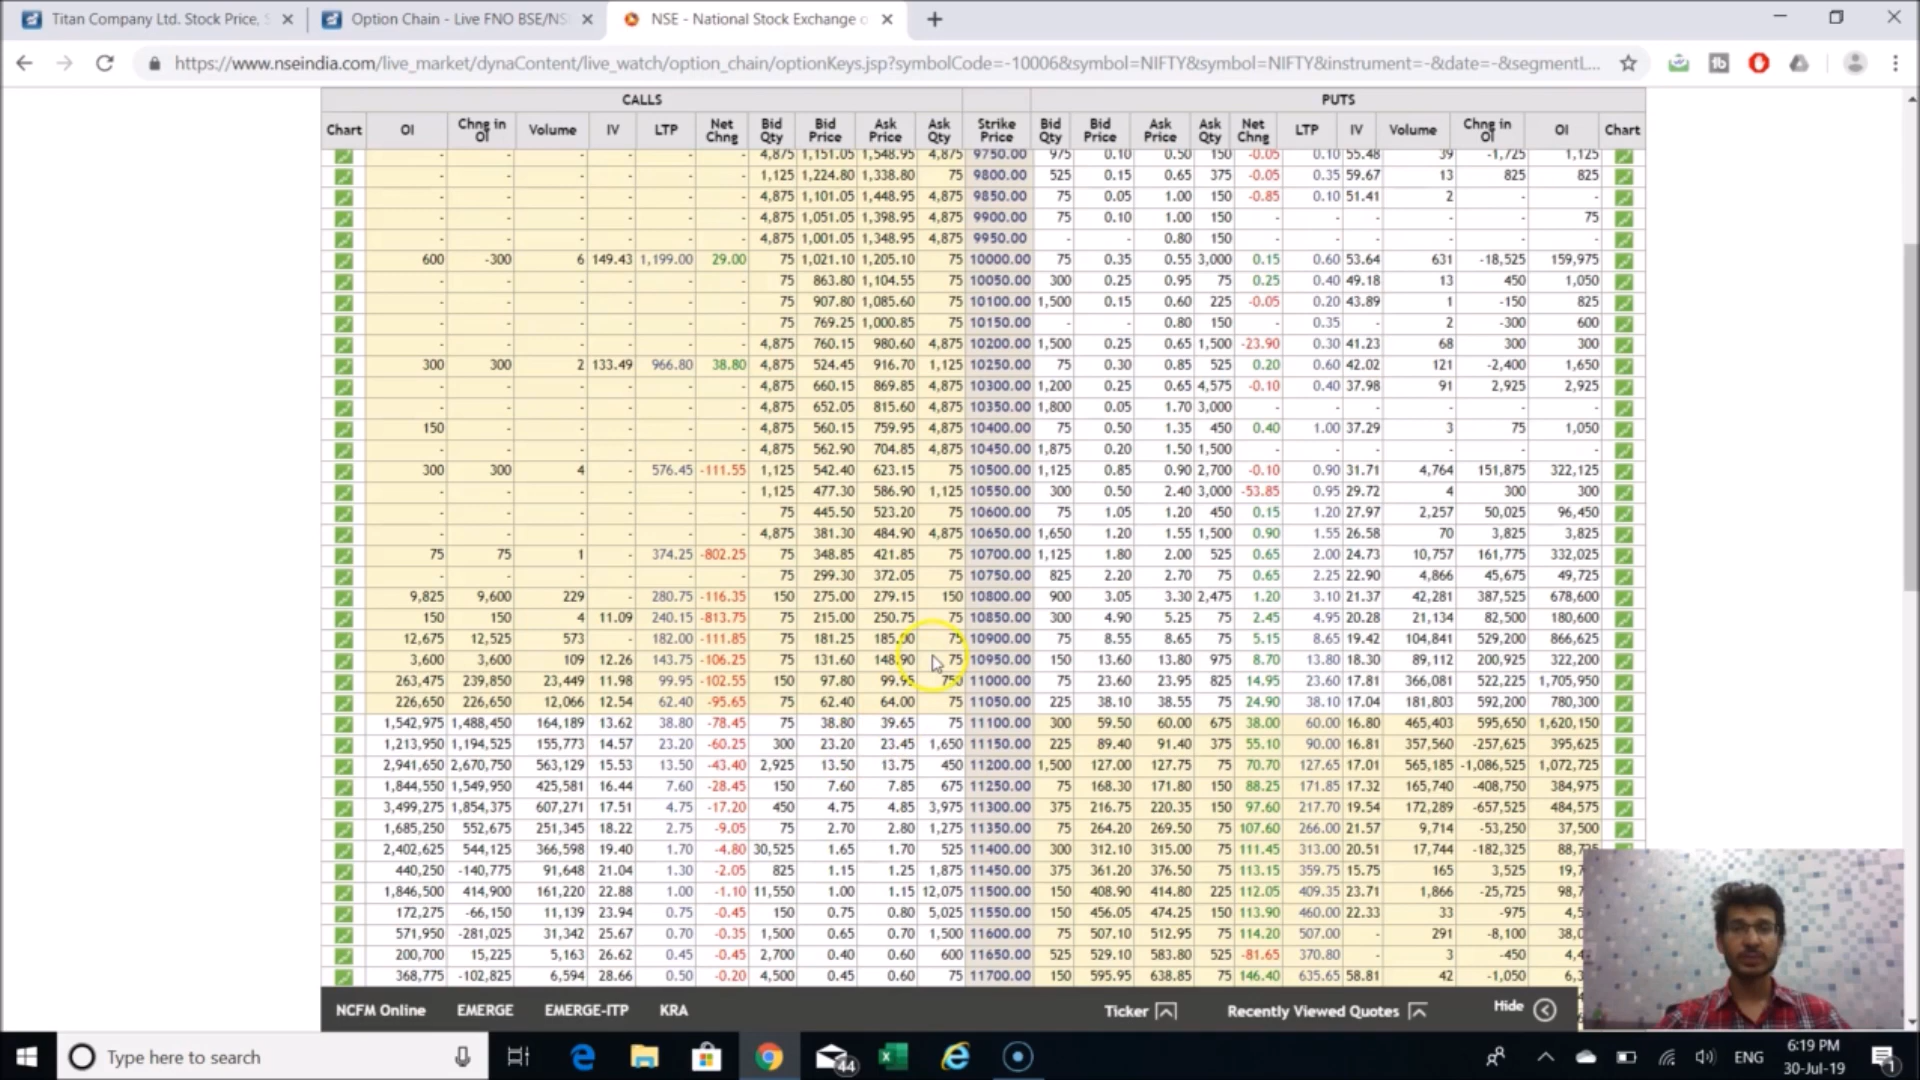 Titan Company Ltd. Stock Price, S
Option Chain - Live FNO BSE/NS
NSE - National Stock Exchange o
https://www.nseindia.com/live_market/dynaContent/live_watch/option_chain/optionKeys.jsp?symbolCode=-10006&symbol=NIFTY&symbol=NIFTY&instrument=-&date=-&segmentL...
CALLS PUTS
Chart OI Chng in OI Volume IV LTP Net Chng Bid Qty Bid Price Ask Price Ask Qty Strike Price Bid Qty Bid Price Ask Price Ask Qty Net Chng LTP IV Volume Chng in OI OI Chart
- - - - - - 4,875 1,151.05 1,548.95 4,875 9750.00 975 0.10 0.50 150 -0.05 0.10 55.48 39 -1,725 1,125
- - - - - - 1,125 1,224.80 1,338.80 75 9800.00 525 0.15 0.65 375 -0.05 0.35 59.67 13 825 825
- - - - - - 4,875 1,101.05 1,448.95 4,875 9850.00 75 0.05 1.00 150 -0.85 0.10 51.41 2 - -
- - - - - - 4,875 1,051.05 1,398.95 4,875 9900.00 75 0.10 1.00 150 - - - - - 75
- - - - - - 4,875 1,001.05 1,348.95 4,875 9950.00 - - 0.80 150 - - - - - -
600 -300 6 149.43 1,199.00 29.00 75 1,021.10 1,205.10 75 10000.00 75 0.35 0.55 3,000 0.15 0.60 53.64 631 -18,525 159,975
- - - - - - 75 863.80 1,104.55 75 10050.00 300 0.25 0.95 75 0.25 0.40 49.18 13 450 1,050
- - - - - - 75 907.80 1,085.60 75 10100.00 1,500 0.15 0.60 225 -0.05 0.20 43.89 1 -150 825
- - - - - - 75 769.25 1,000.85 75 10150.00 - - 0.80 150 - 0.35 - 2 -300 600
- - - - - - 4,875 760.15 980.60 4,875 10200.00 1,500 0.25 0.65 1,500 -23.90 0.30 41.23 68 300 300
300 300 2 133.49 966.80 38.80 4,875 524.45 916.70 1,125 10250.00 75 0.30 0.85 525 0.20 0.60 42.02 121 -2,400 1,650
- - - - - - 4,875 660.15 869.85 4,875 10300.00 1,200 0.25 0.65 4,575 -0.10 0.40 37.98 91 2,925 2,925
- - - - - - 4,875 652.05 815.60 4,875 10350.00 1,800 0.05 1.70 3,000 - - - - - -
150 - - - - - 4,875 560.15 759.95 4,875 10400.00 75 0.50 1.35 450 0.40 1.00 37.29 3 75 1,050
- - - - - - 4,875 562.90 704.85 4,875 10450.00 1,875 0.20 1.50 1,500 - - - - - -
300 300 4 - 576.45 -111.55 1,125 542.40 623.15 75 10500.00 1,125 0.85 0.90 2,700 -0.10 0.90 31.71 4,764 151,875 322,125
- - - - - - 1,125 477.30 586.90 1,125 10550.00 300 0.50 2.40 3,000 -53.85 0.95 29.72 4 300 300
- - - - - - 75 445.50 523.20 75 10600.00 75 1.05 1.20 450 0.15 1.20 27.97 2,257 50,025 96,450
- - - - - - 4,875 381.30 484.90 4,875 10650.00 1,650 1.20 1.55 1,500 0.90 1.55 26.58 70 3,825 3,825
75 75 1 - 374.25 -802.25 75 348.85 421.85 75 10700.00 1,125 1.80 2.00 525 0.65 2.00 24.73 10,757 161,775 332,025
- - - - - - 75 299.30 372.05 75 10750.00 825 2.20 2.70 75 0.65 2.25 22.90 4,866 45,675 49,725
9,825 9,600 229 - 280.75 -116.35 150 275.00 279.15 150 10800.00 900 3.05 3.30 2,475 1.20 3.10 21.37 42,281 387,525 678,600
150 150 4 11.09 240.15 -813.75 75 215.00 250.75 75 10850.00 300 4.90 5.25 75 2.45 4.95 20.28 21,134 82,500 180,600
12,675 12,525 573 - 182.00 -111.85 75 181.25 185.90 75 10900.00 75 8.55 8.65 75 5.15 8.65 19.42 104,841 529,200 866,625
3,600 3,600 109 12.26 143.75 -106.25 75 131.60 148.90 75 10950.00 150 13.60 13.80 975 8.70 13.80 18.30 89,112 200,925 322,200
263,475 239,850 23,449 11.98 99.95 -102.55 150 97.80 99.95 750 11000.00 75 23.60 23.95 825 14.95 23.60 17.81 366,081 522,225 1,705,950
226,650 226,650 12,066 12.54 62.40 -95.65 75 62.40 64.00 75 11050.00 225 38.10 38.55 75 24.90 38.10 17.04 181,803 592,200 780,300
1,542,975 1,488,450 164,189 13.62 38.80 -78.45 75 38.80 39.65 75 11100.00 300 59.50 60.00 675 38.00 60.00 16.80 465,403 595,650 1,620,150
1,213,950 1,194,525 155,773 14.57 23.20 -60.25 300 23.20 23.45 1,650 11150.00 225 89.40 91.40 375 55.10 90.00 16.81 357,560 -257,625 395,625
2,941,650 2,670,750 563,129 15.53 13.50 -43.40 2,925 13.50 13.75 450 11200.00 1,500 127.00 127.75 75 70.70 127.65 17.01 565,185 -1,086,525 1,072,725
1,844,550 1,549,950 425,581 16.44 7.60 -28.45 150 7.60 7.85 675 11250.00 75 168.30 171.80 150 88.25 171.85 17.32 165,740 -408,750 384,975
3,499,275 1,854,375 607,271 17.51 4.75 -17.20 450 4.75 4.85 3,975 11300.00 375 216.75 220.35 150 97.60 217.70 19.54 172,289 -657,525 484,575
1,685,250 552,675 251,345 18.22 2.75 -9.05 75 2.70 2.80 1,275 11350.00 75 264.20 269.50 75 107.60 266.00 21.57 9,714 -53,250 37,500
2,402,625 544,125 366,598 19.40 1.70 -4.80 30,525 1.65 1.70 525 11400.00 300 312.10 315.00 75 111.45 313.00 20.51 17,744 -182,325
440,250 -140,775 91,648 21.04 1.30 -2.05 825 1.15 1.25 1,875 11450.00 375 361.20 376.50 75 113.15 359.75 15.75 165 3,525
1,846,500 414,900 161,220 22.88 1.00 -1.10 11,550 1.00 1.15 12,075 11500.00 150 408.90 414.80 225 112.05 409.35 23.71 1,866 -25,725
172,275 -66,150 11,139 23.94 0.75 -0.45 150 0.75 0.80 5,025 11550.00 150 456.05 474.25 150 113.90 460.00 22.33 33 -975
571,950 -281,025 31,342 25.67 0.70 -0.35 1,500 0.65 0.70 1,500 11600.00 75 507.10 512.95 75 114.20 507.00 - 291 -8,100
200,700 15,225 5,163 26.62 0.45 -0.45 2,700 0.40 0.60 600 11650.00 525 529.10 583.80 525 -81.65 370.80 - 3 -450
368,775 -102,825 6,594 28.66 0.50 -0.20 4,500 0.45 0.60 75 11700.00 150 595.95 638.85 75 146.40 635.65 58.81 42 -1,050
NCFM Online EMERGE EMERGE-ITP KRA Ticker Recently Viewed Quotes Hide
Type here to search
44
ENG
6:19 PM
30-Jul-19
1